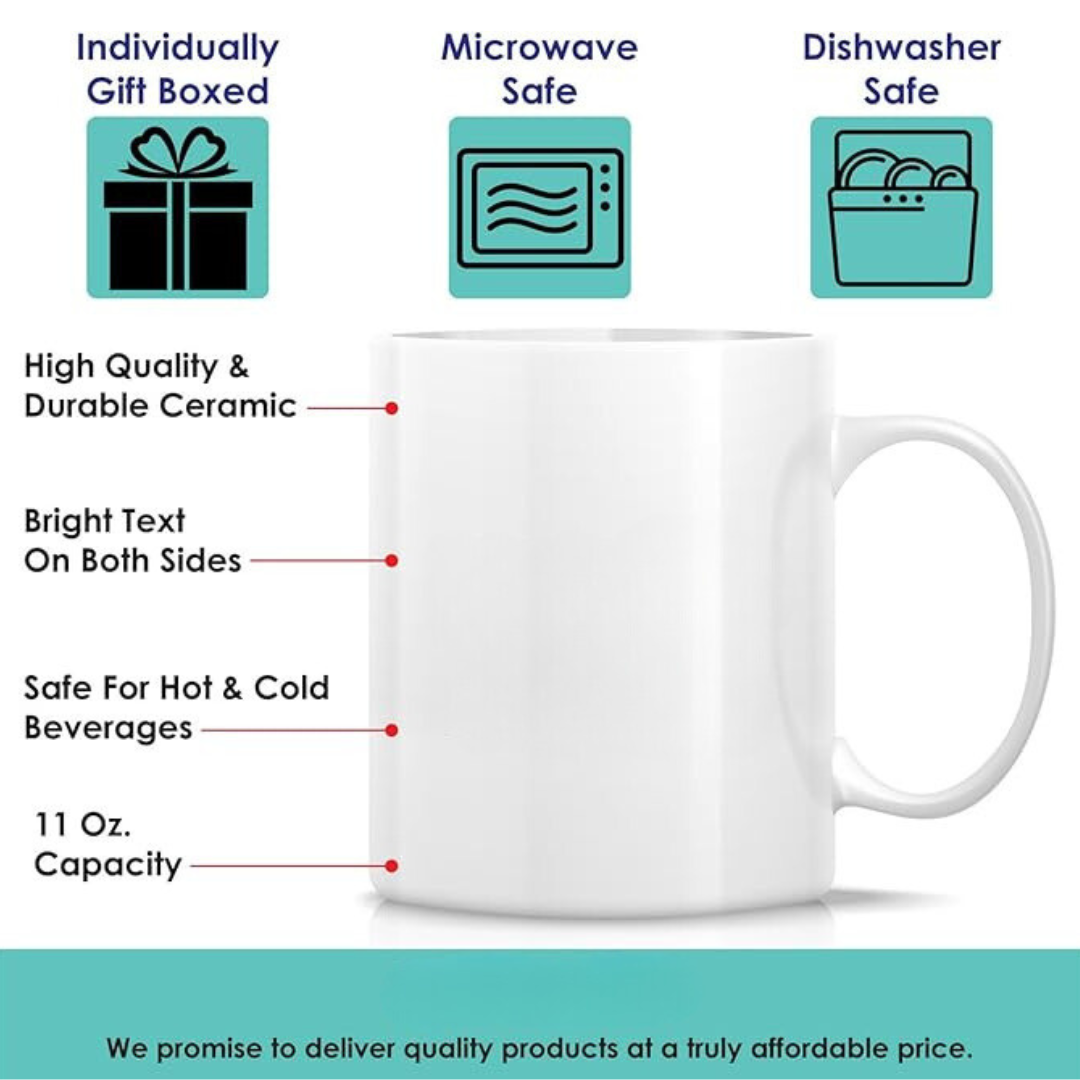 Individually
Gift Boxed
Microwave
Safe
Dishwasher
Safe
High Quality &
Durable Ceramic
Bright Text
On Both Sides
Safe For Hot & Cold
Beverages
11 Oz.
Capacity
We promise to deliver quality products at a truly affordable price.